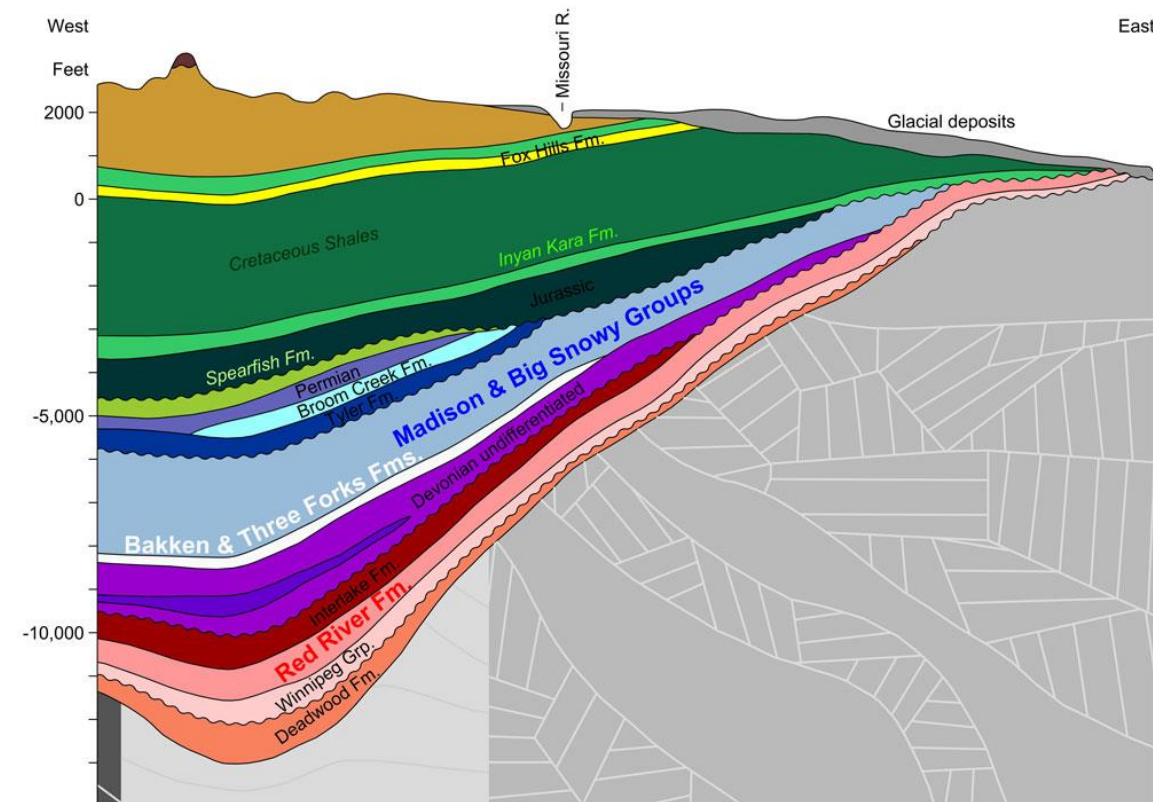 West
East
– Missouri R.
Feet
2000
Glacial deposits
Fox Hills Fm.
0
Cretaceous Shales
Inyan Kara Fm.
Jurassic
Madison & Big Snowy Groups
Spearfish Fm.
Permian
Broom Creek Fm.
Tyler Fm.
-5,000
Bakken & Three Forks Fms.
Devonian undifferentiated
Interlake Fm.
-10,000
Red River Fm.
Winnipeg Grp.
Deadwood Fm.